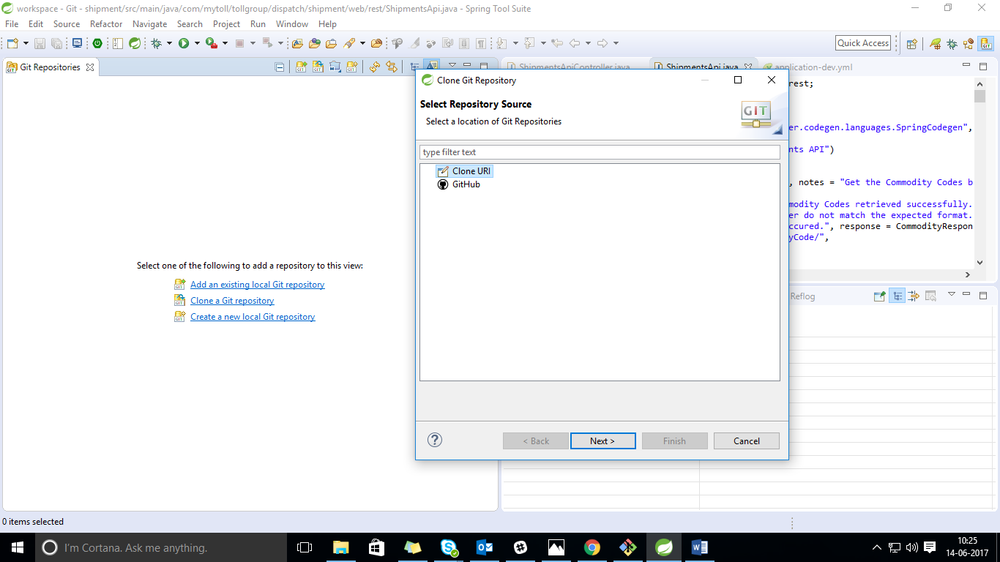 workspace - Git - shipment/src/main/java/com/mytoll/tollgroup/dispatch/shipment/web/rest/ShipmentsApi.java - Spring Tool Suite
File Edit Source Refactor Navigate Search Project Run Window Help
Quick Access
Git Repositories
ShipmentsApiController.java ShipmentsApi.java application-dev.yml
Clone Git Repository
rest;
Select Repository Source
GIT
Select a location of Git Repositories
er.codegen.languages.SpringCodegen",
type filter text
nts API")
Clone URI
GitHub
, notes = "Get the Commodity Codes b
modity Codes retrieved successfully.
er do not match the expected format.
ccured.", response = CommodityRespon
yCode/",
Select one of the following to add a repository to this view:
Add an existing local Git repository
Clone a Git repository
Create a new local Git repository
Reflog
< Back Next > Finish Cancel
0 items selected
I'm Cortana. Ask me anything.
10:25
14-06-2017